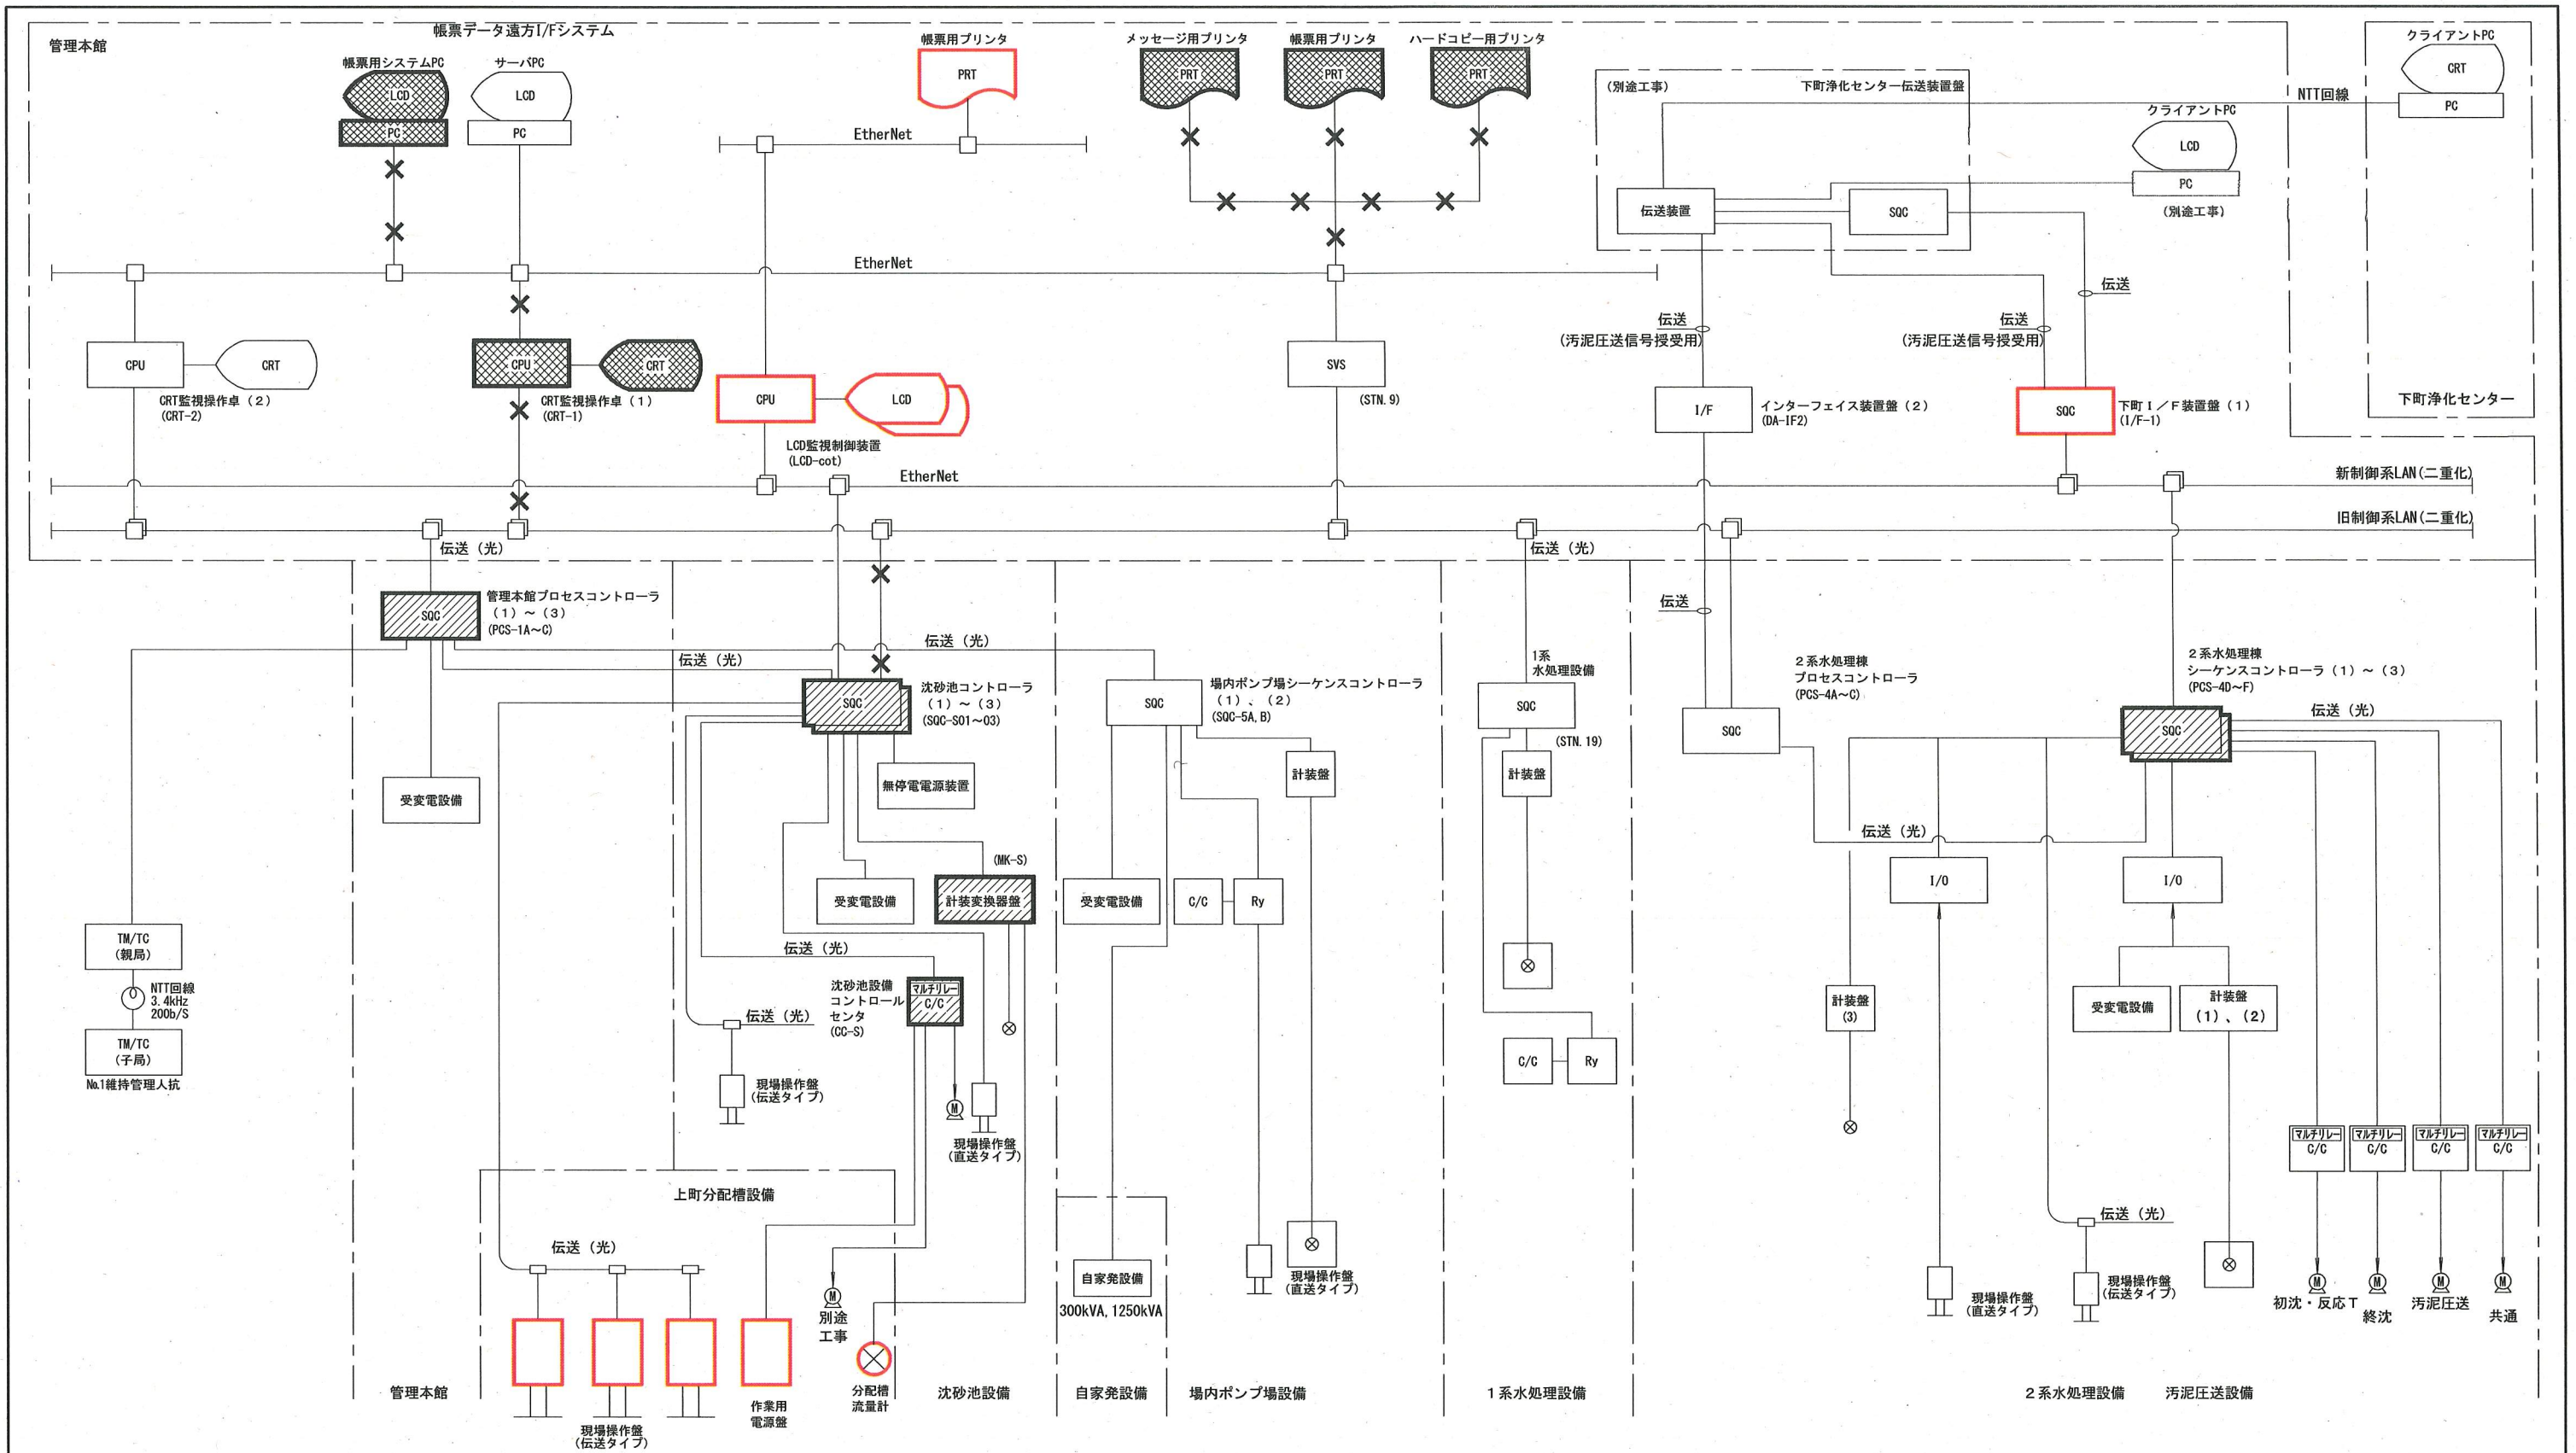 管理本館
帳票データ遠方I/Fシステム
帳票用システムPC
LCD
PC
サーバPC
LCD
PC
帳票用プリンタ
PRT
メッセージ用プリンタ
PRT
帳票用プリンタ
PRT
ハードコピー用プリンタ
PRT
(別途工事)
下町浄化センター伝送装置盤
伝送装置
SQC
NTT回線
クライアントPC
LCD
PC
(別途工事)
クライアントPC
CRT
PC
下町浄化センター
EtherNet
EtherNet
伝送
伝送
(汚泥圧送信号授受用)
伝送
(汚泥圧送信号授受用)
CPU
CRT
CRT監視操作卓(2)
(CRT-2)
CPU
CRT
CRT監視操作卓(1)
(CRT-1)
CPU
LCD
LCD監視制御装置
(LCD-cot)
SVS
(STN.9)
I/F
インターフェイス装置盤(2)
(DA-IF2)
SQC
下町I/F装置盤(1)
(I/F-1)
EtherNet
新制御系LAN(二重化)
旧制御系LAN(二重化)
伝送(光)
伝送(光)
SQC
管理本館プロセスコントローラ
(1)~(3)
(PCS-1A~C)
伝送(光)
伝送(光)
SQC
沈砂池コントローラ
(1)~(3)
(SQC-S01~03)
SQC
場内ポンプ場シーケンスコントローラ
(1)、(2)
(SQC-5A,B)
1系
水処理設備
SQC
(STN.19)
伝送
SQC
2系水処理棟
プロセスコントローラ
(PCS-4A~C)
SQC
2系水処理棟
シーケンスコントローラ(1)~(3)
(PCS-4D~F)
伝送(光)
受変電設備
無停電電源装置
計装盤
計装盤
伝送(光)
受変電設備
(MK-S)
計装変換器盤
受変電設備
C/C
Ry
I/O
I/O
TM/TC
(親局)
NTT回線
3.4kHz
200b/S
TM/TC
(子局)
No.1維持管理人抗
伝送(光)
沈砂池設備
コントロール
センタ
(CC-S)
マルチリレー
C/C
伝送(光)
現場操作盤
(伝送タイプ)
M
現場操作盤
(直送タイプ)
C/C
Ry
計装盤
(3)
受変電設備
計装盤
(1)、(2)
マルチリレー
C/C
マルチリレー
C/C
マルチリレー
C/C
マルチリレー
C/C
上町分配槽設備
伝送(光)
現場操作盤
(伝送タイプ)
作業用
電源盤
M
別途
工事
分配槽
流量計
自家発設備
300kVA,1250kVA
現場操作盤
(直送タイプ)
現場操作盤
(直送タイプ)
伝送(光)
現場操作盤
(伝送タイプ)
M
初沈・反応T
M
終沈
M
汚泥圧送
M
共通
管理本館
沈砂池設備
自家発設備
場内ポンプ場設備
1系水処理設備
2系水処理設備
汚泥圧送設備